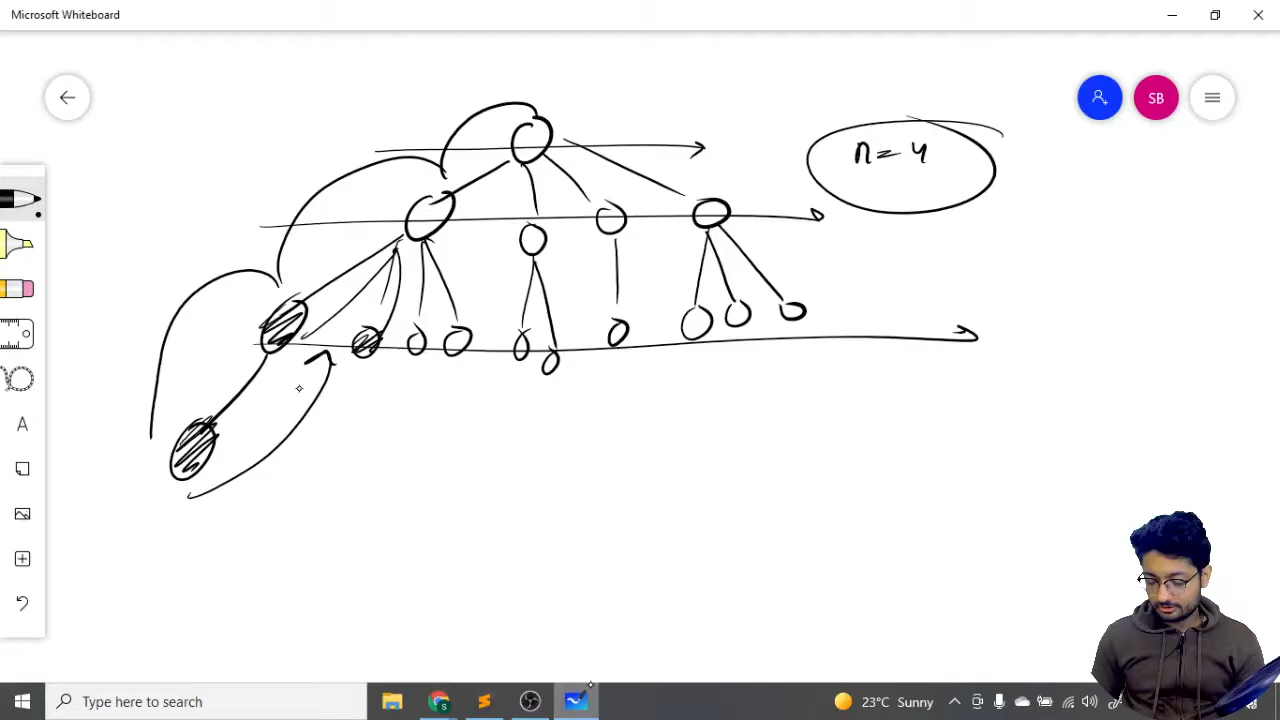 Microsoft Whiteboard
SB
n = 4
A
Type here to search
S
23°C Sunny